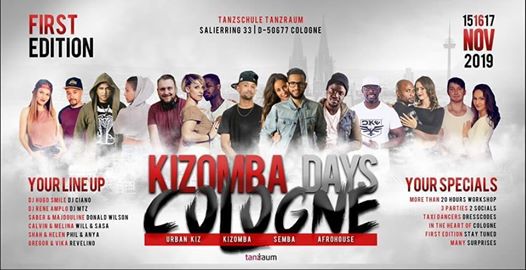 FIRST
EDITION
TANZSCHULE TANZRAUM
SALIERRING 33 | D-50677 COLOGNE
15 16 17
NOV
2019
KIZOMBA DAYS
COLOGNE
URBAN KIZ KIZOMBA SEMBA AFROHOUSE
tanzraum
YOUR LINE UP
DJ HUGO SMILE DJ CIANO
DJ RENE AMPLO DJ MTZ
SABER & MAJDOULINE DONALD WILSON
CALVIN & MELINA WILL & SASA
SHAH & HELEN PHIL & ANYA
GREGOR & VIKA REVELINO
YOUR SPECIALS
MORE THAN 20 HOURS WORKSHOP
3 PARTIES 2 SOCIALS
TAXI DANCERS DRESSCODES
IN THE HEART OF COLOGNE
FIRST EDITION STAY TUNED
MANY SURPRISES